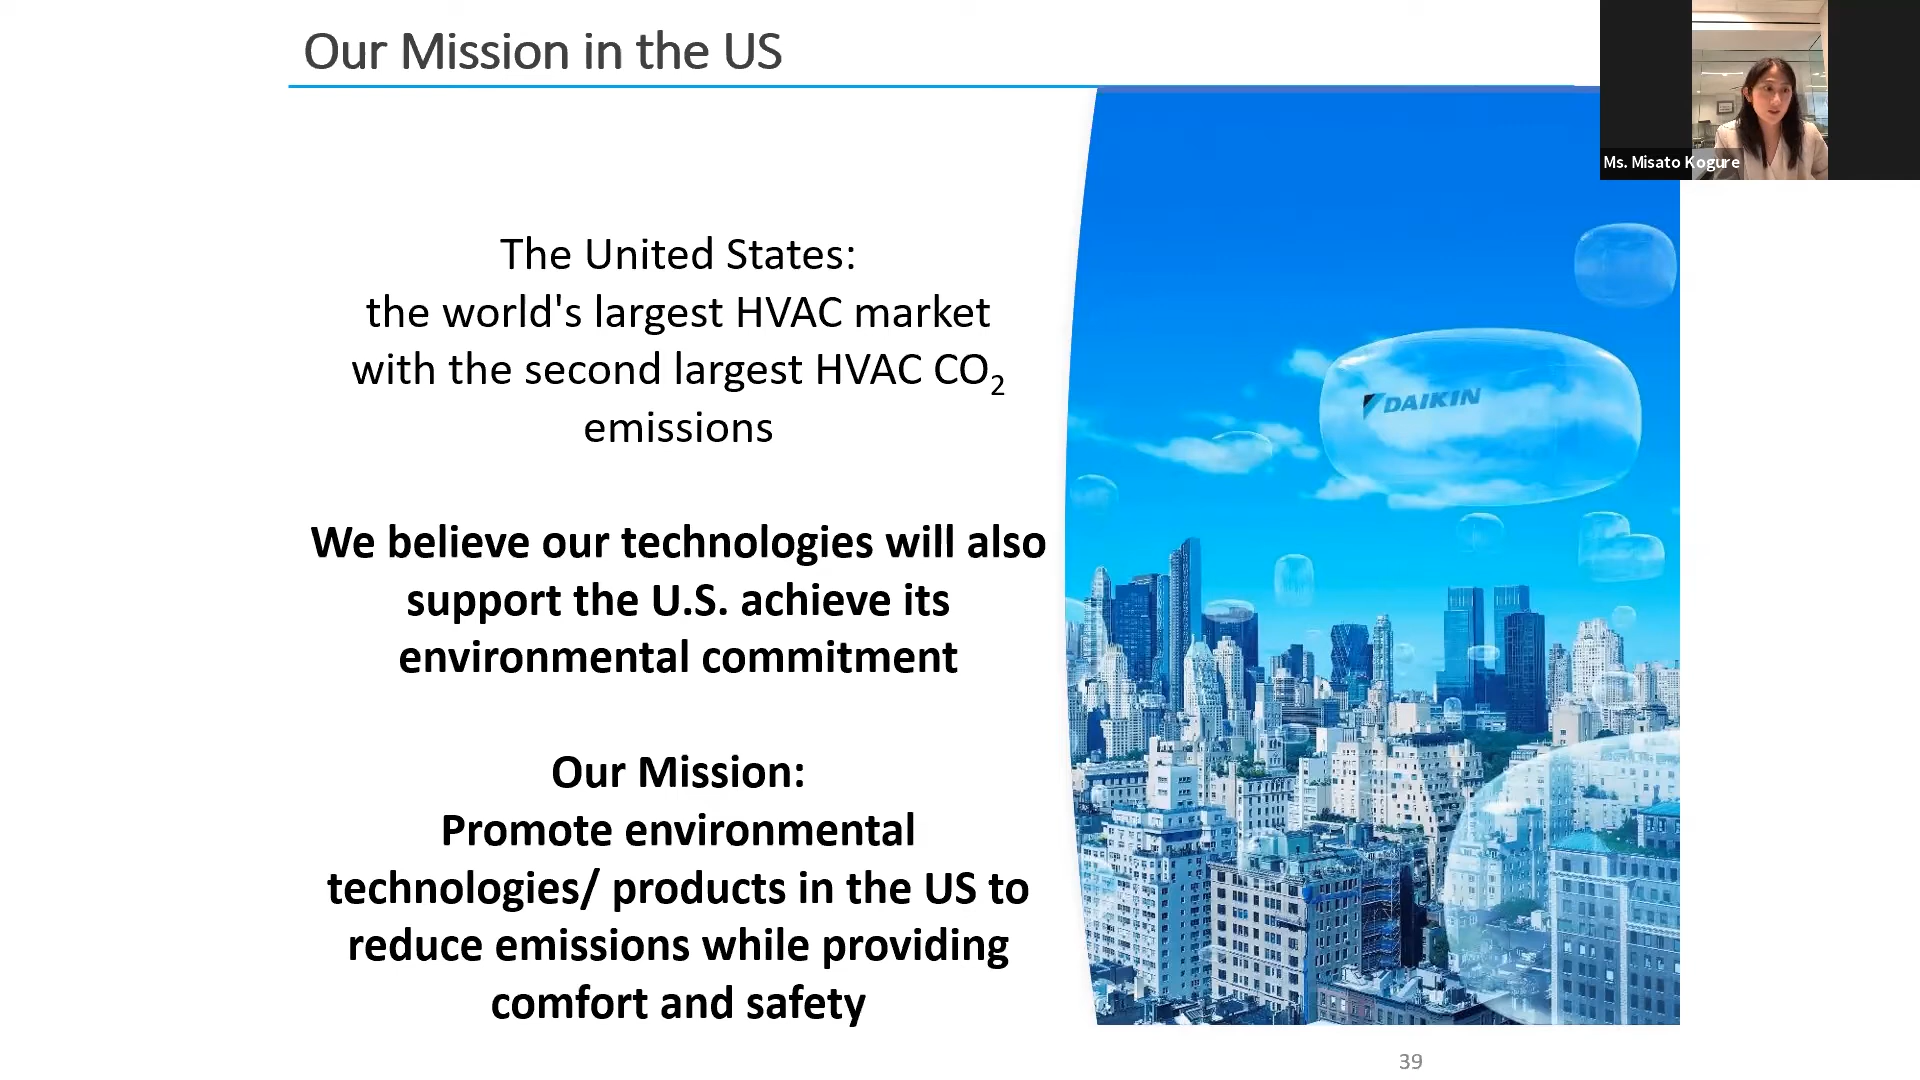 Our Mission in the US
Ms. Misato Kogure
The United States:
the world's largest HVAC market
with the second largest HVAC CO₂
emissions
DAIKIN
We believe our technologies will also
support the U.S. achieve its
environmental commitment
Our Mission:
Promote environmental
technologies/ products in the US to
reduce emissions while providing
comfort and safety
39